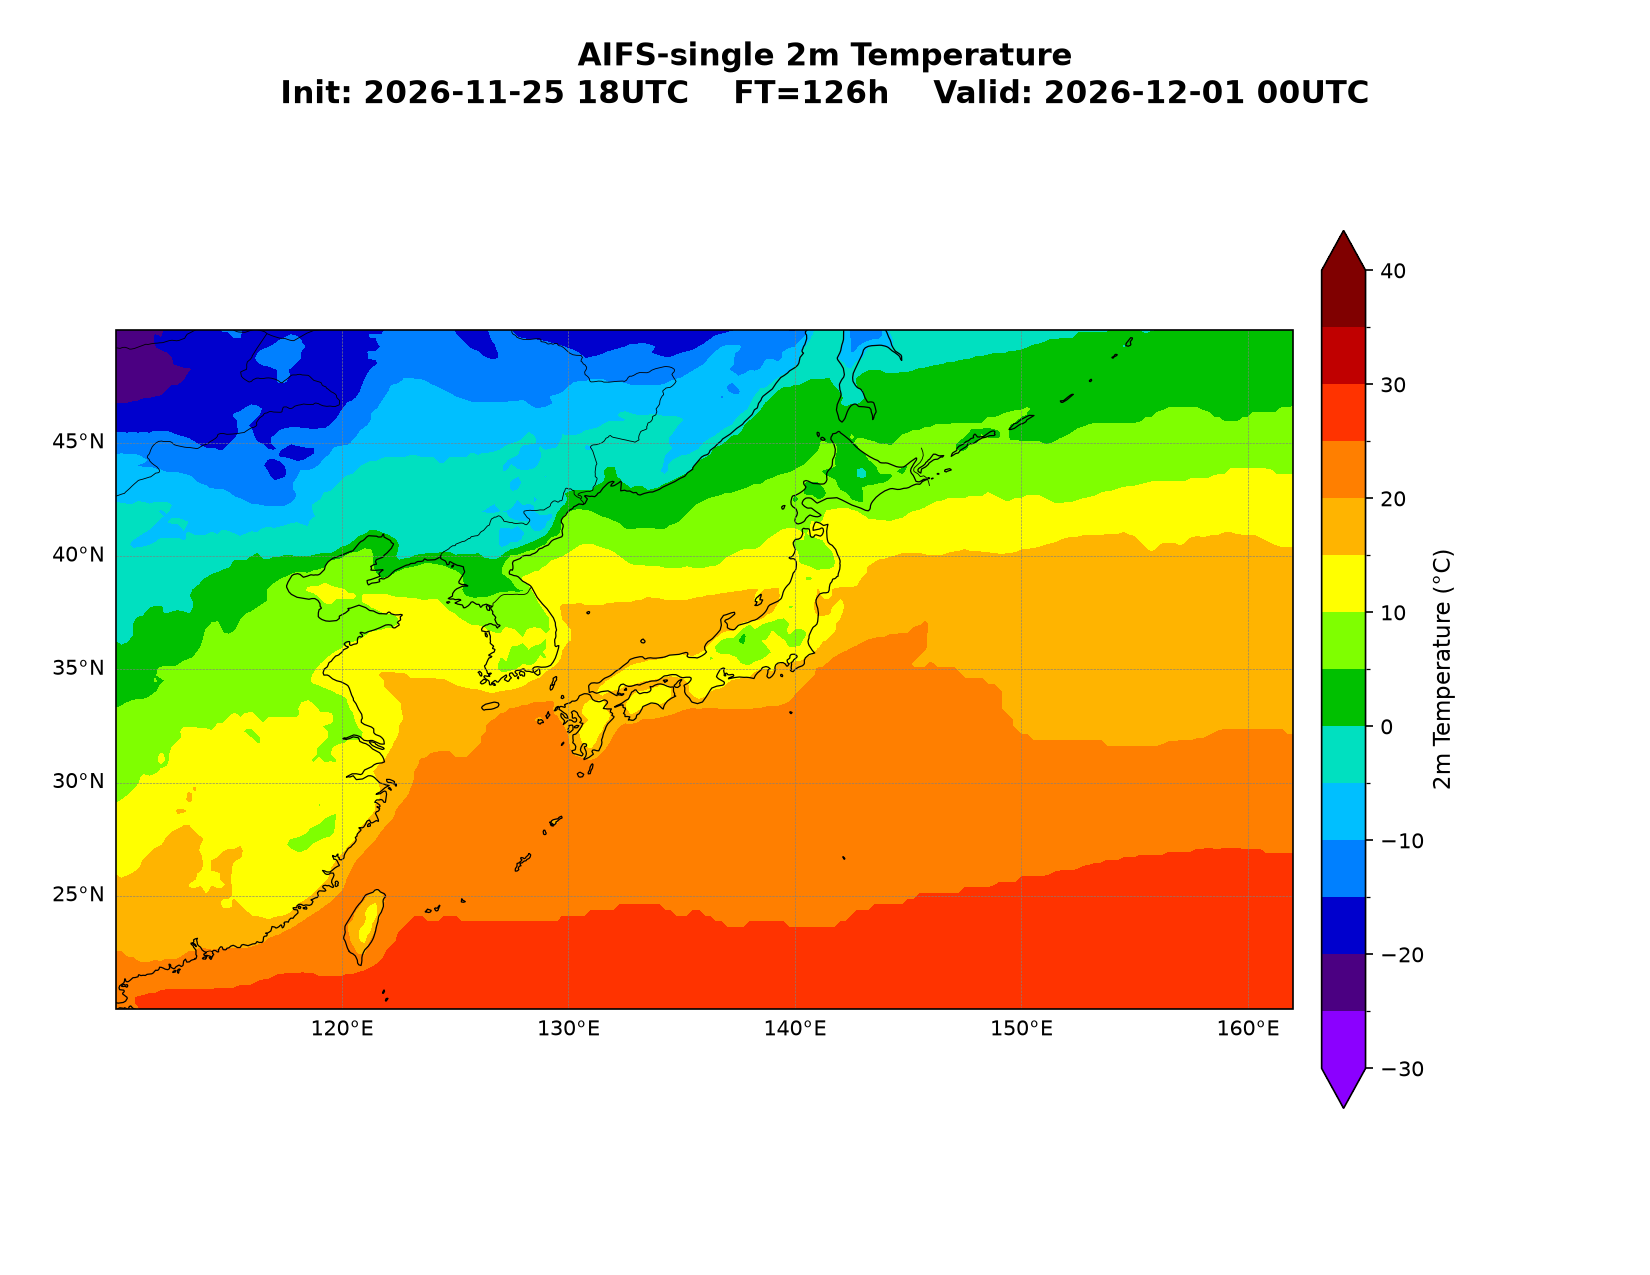 AIFS-single 2m Temperature
Init: 2026-11-25 18UTC    FT=126h    Valid: 2026-12-01 00UTC
40
30
20
10
0
−10
−20
−30
2m Temperature (°C)
45°N
40°N
35°N
30°N
25°N
120°E
130°E
140°E
150°E
160°E